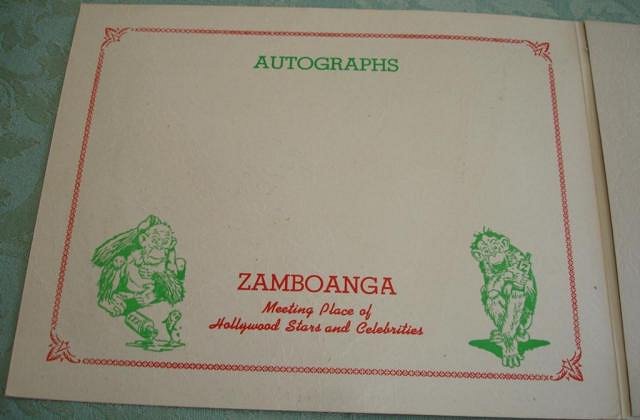 AUTOGRAPHS
ZAMBOANGA
Meeting Place of
Hollywood Stars and Celebrities